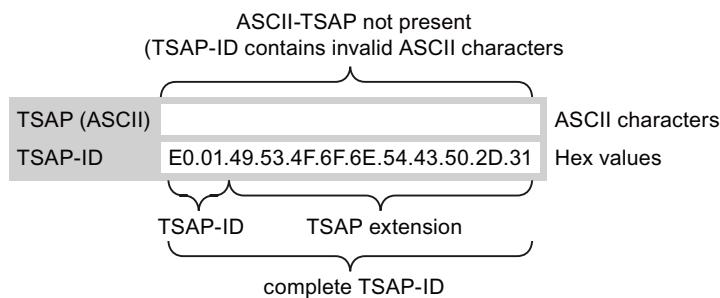 ASCII-TSAP not present
(TSAP-ID contains invalid ASCII characters
TSAP (ASCII) ASCII characters
TSAP-ID E0.01.49.53.4F.6F.6E.54.43.50.2D.31 Hex values
TSAP-ID TSAP extension
complete TSAP-ID